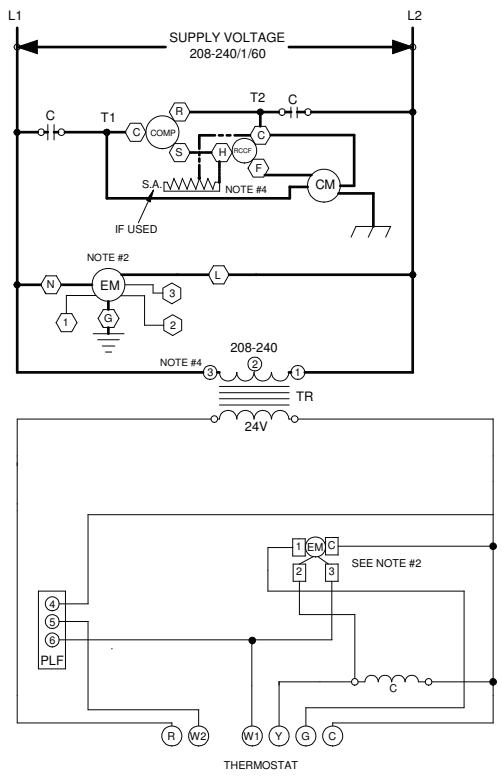 L1 L2
SUPPLY VOLTAGE
208-240/1/60
C T1 C COMP R T2 C
S H RCCF C
F
S.A. NOTE #4 CM
IF USED
NOTE #2
N EM L
3
1 G 2
208-240
NOTE #4 3 2 1
TR
24V
1 EM C
SEE NOTE #2
2 3
4
5
6
PLF
C
R W2 W1 Y G C
THERMOSTAT